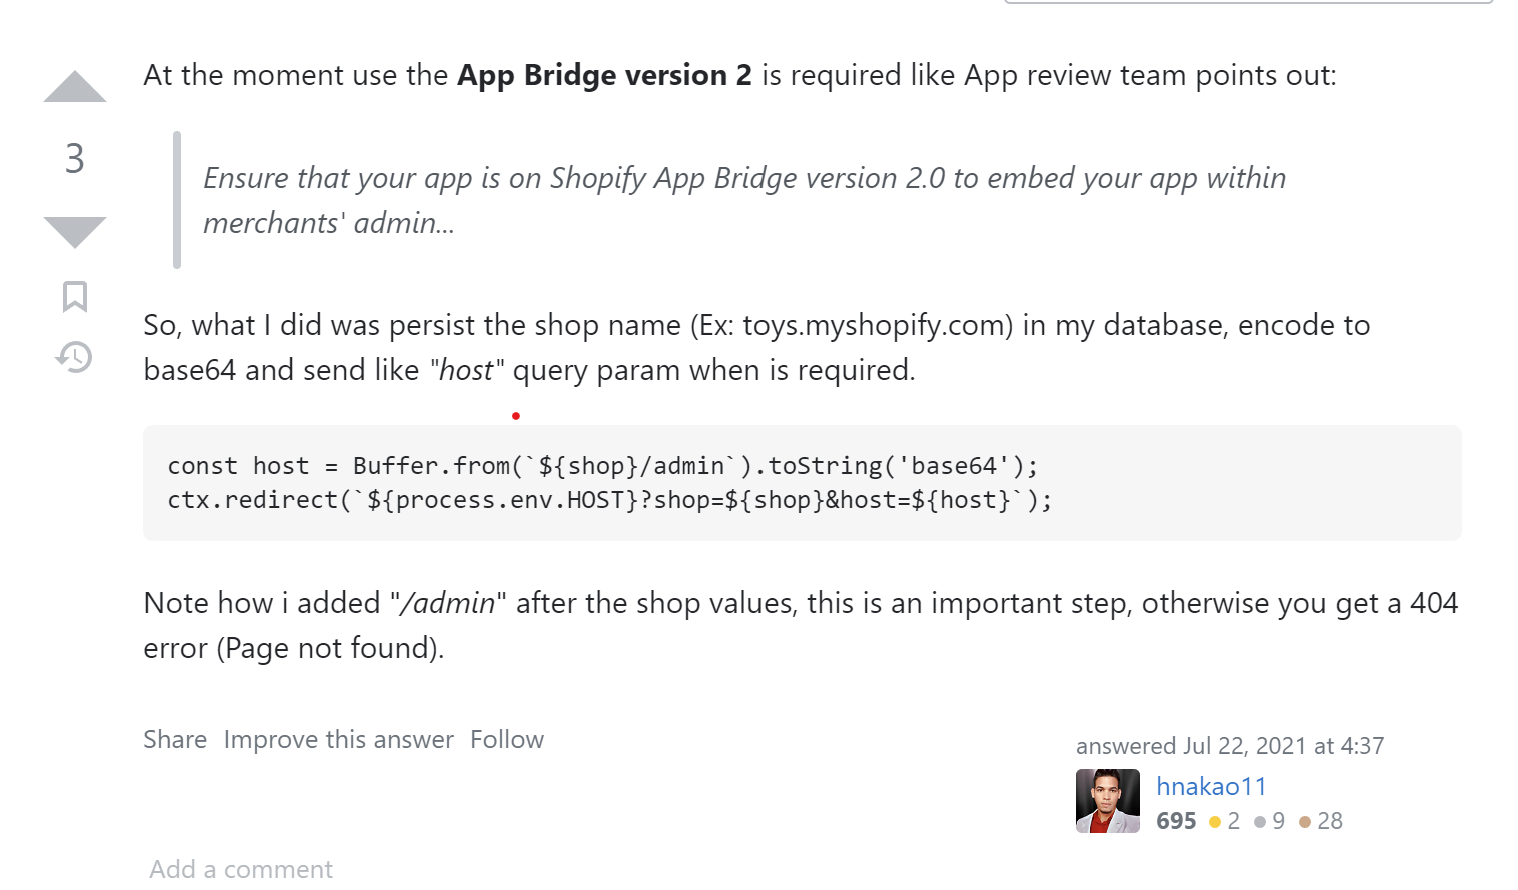 At the moment use the App Bridge version 2 is required like App review team points out:
3
Ensure that your app is on Shopify App Bridge version 2.0 to embed your app within
merchants' admin...
So, what I did was persist the shop name (Ex: toys.myshopify.com) in my database, encode to
base64 and send like "host" query param when is required.
const host = Buffer.from(`${shop}/admin`).toString('base64');
ctx.redirect(`${process.env.HOST}?shop=${shop}&host=${host}`);
Note how i added "/admin" after the shop values, this is an important step, otherwise you get a 404
error (Page not found).
Share Improve this answer Follow
answered Jul 22, 2021 at 4:37
hnakao11
695 2 9 28
Add a comment